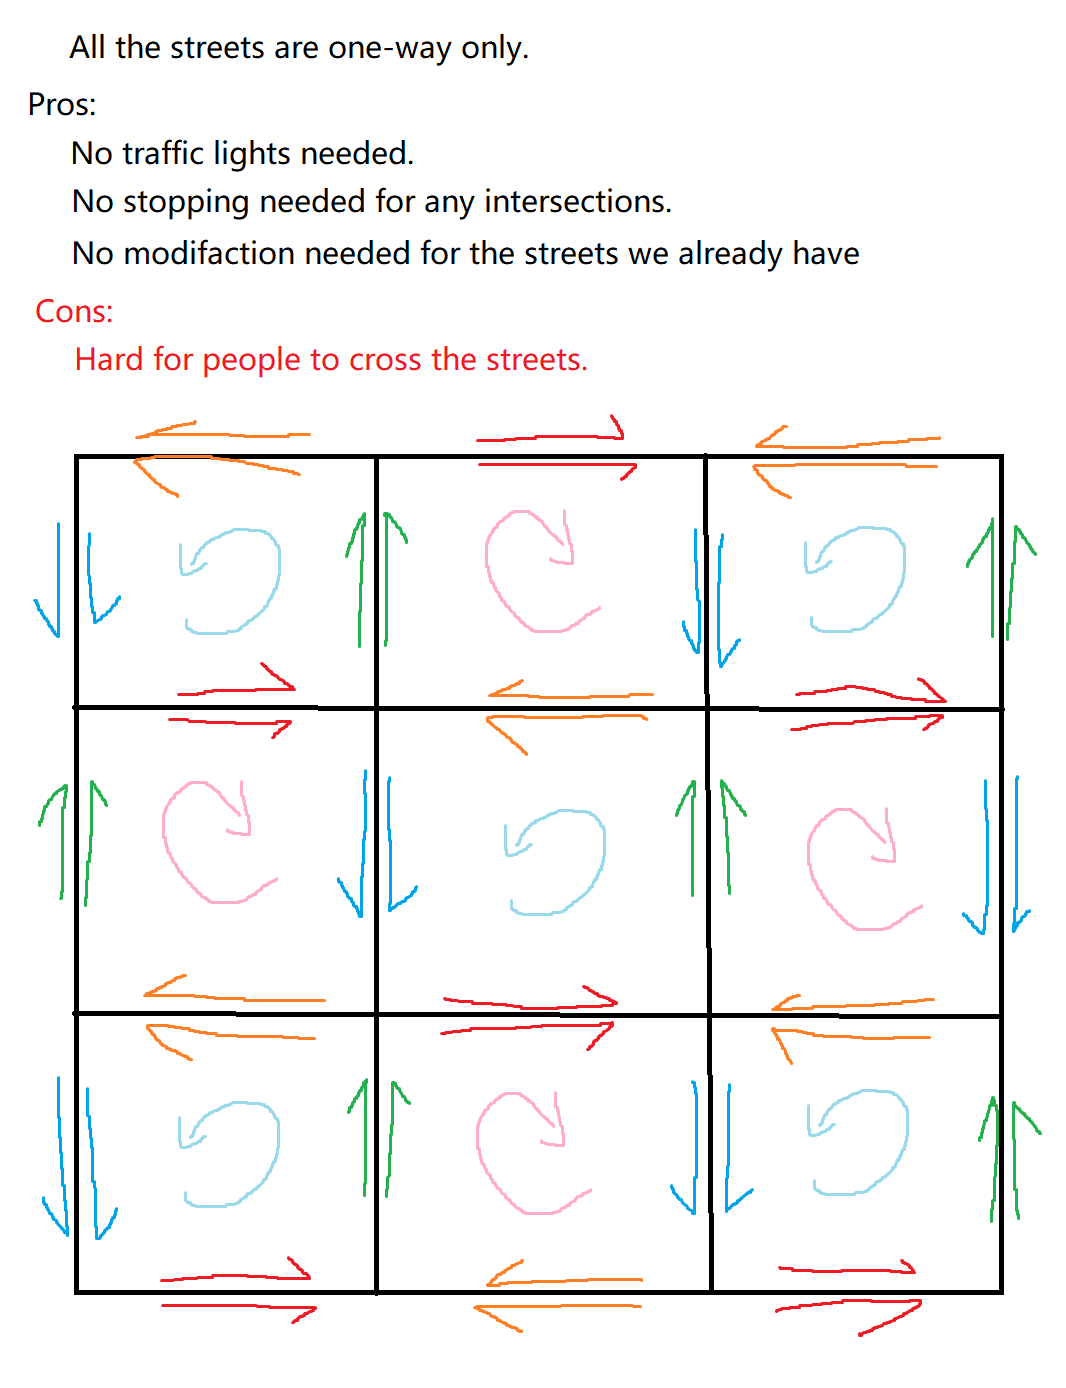 All the streets are one-way only.
Pros:
No traffic lights needed.
No stopping needed for any intersections.
No modifaction needed for the streets we already have
Cons:
Hard for people to cross the streets.